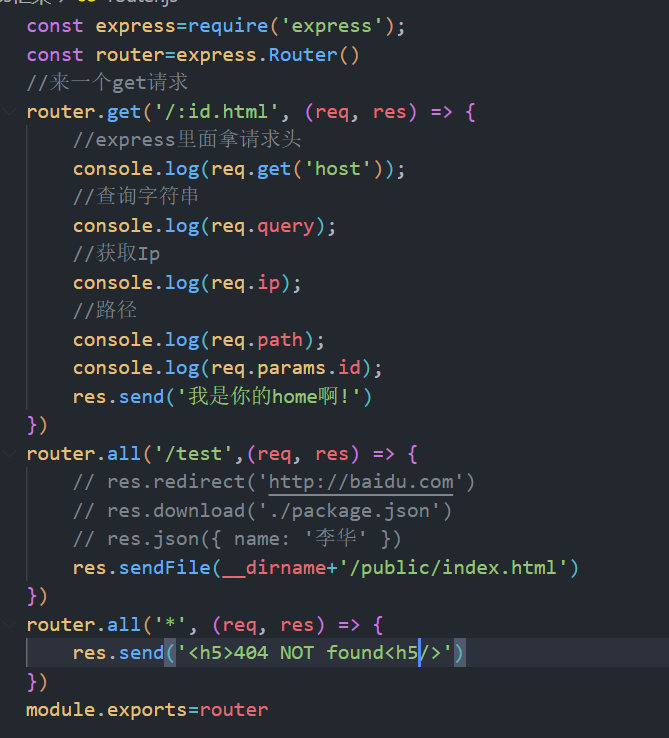 const express=require('express');
const router=express.Router()
//来一个get请求
router.get('/:id.html', (req, res) => {
    //express里面拿请求头
    console.log(req.get('host'));
    //查询字符串
    console.log(req.query);
    //获取Ip
    console.log(req.ip);
    //路径
    console.log(req.path);
    console.log(req.params.id);
    res.send('我是你的home啊!')
})
router.all('/test',(req, res) => {
    // res.redirect('http://baidu.com')
    // res.download('./package.json')
    // res.json({ name: '李华' })
    res.sendFile(__dirname+'/public/index.html')
})
router.all('*', (req, res) => {
    res.send('<h5>404 NOT found<h5/>')
})
module.exports=router